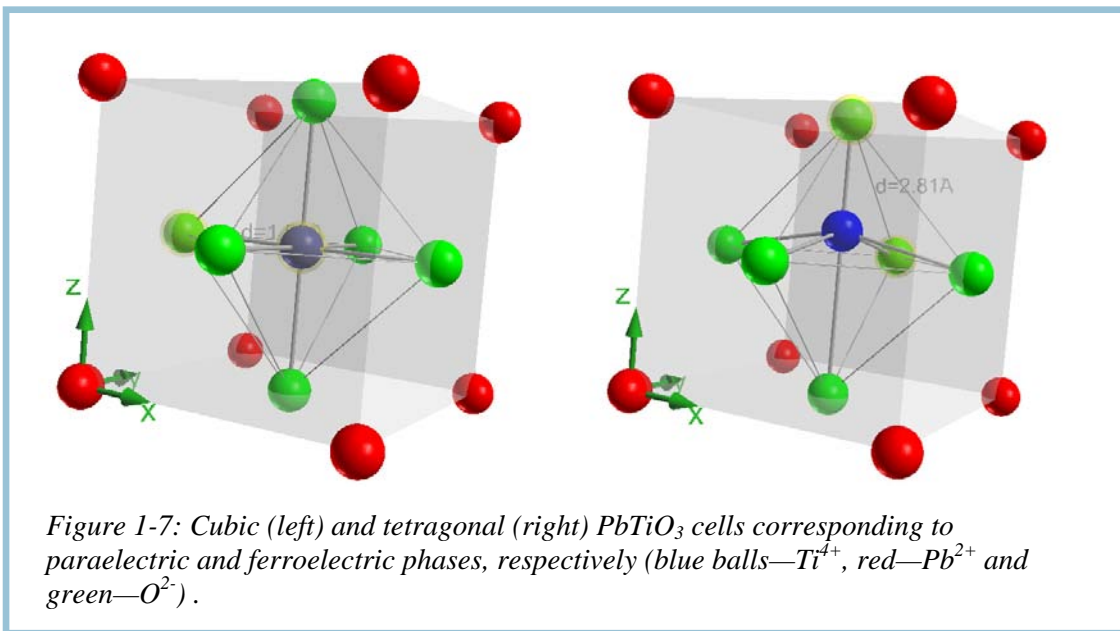 d=1.
d=2.81A
Z
Y
X
Z
Y
X
Figure 1-7: Cubic (left) and tetragonal (right) PbTiO₃ cells corresponding to
paraelectric and ferroelectric phases, respectively (blue balls—Ti⁴⁺, red—Pb²⁺ and
green—O²⁻) .